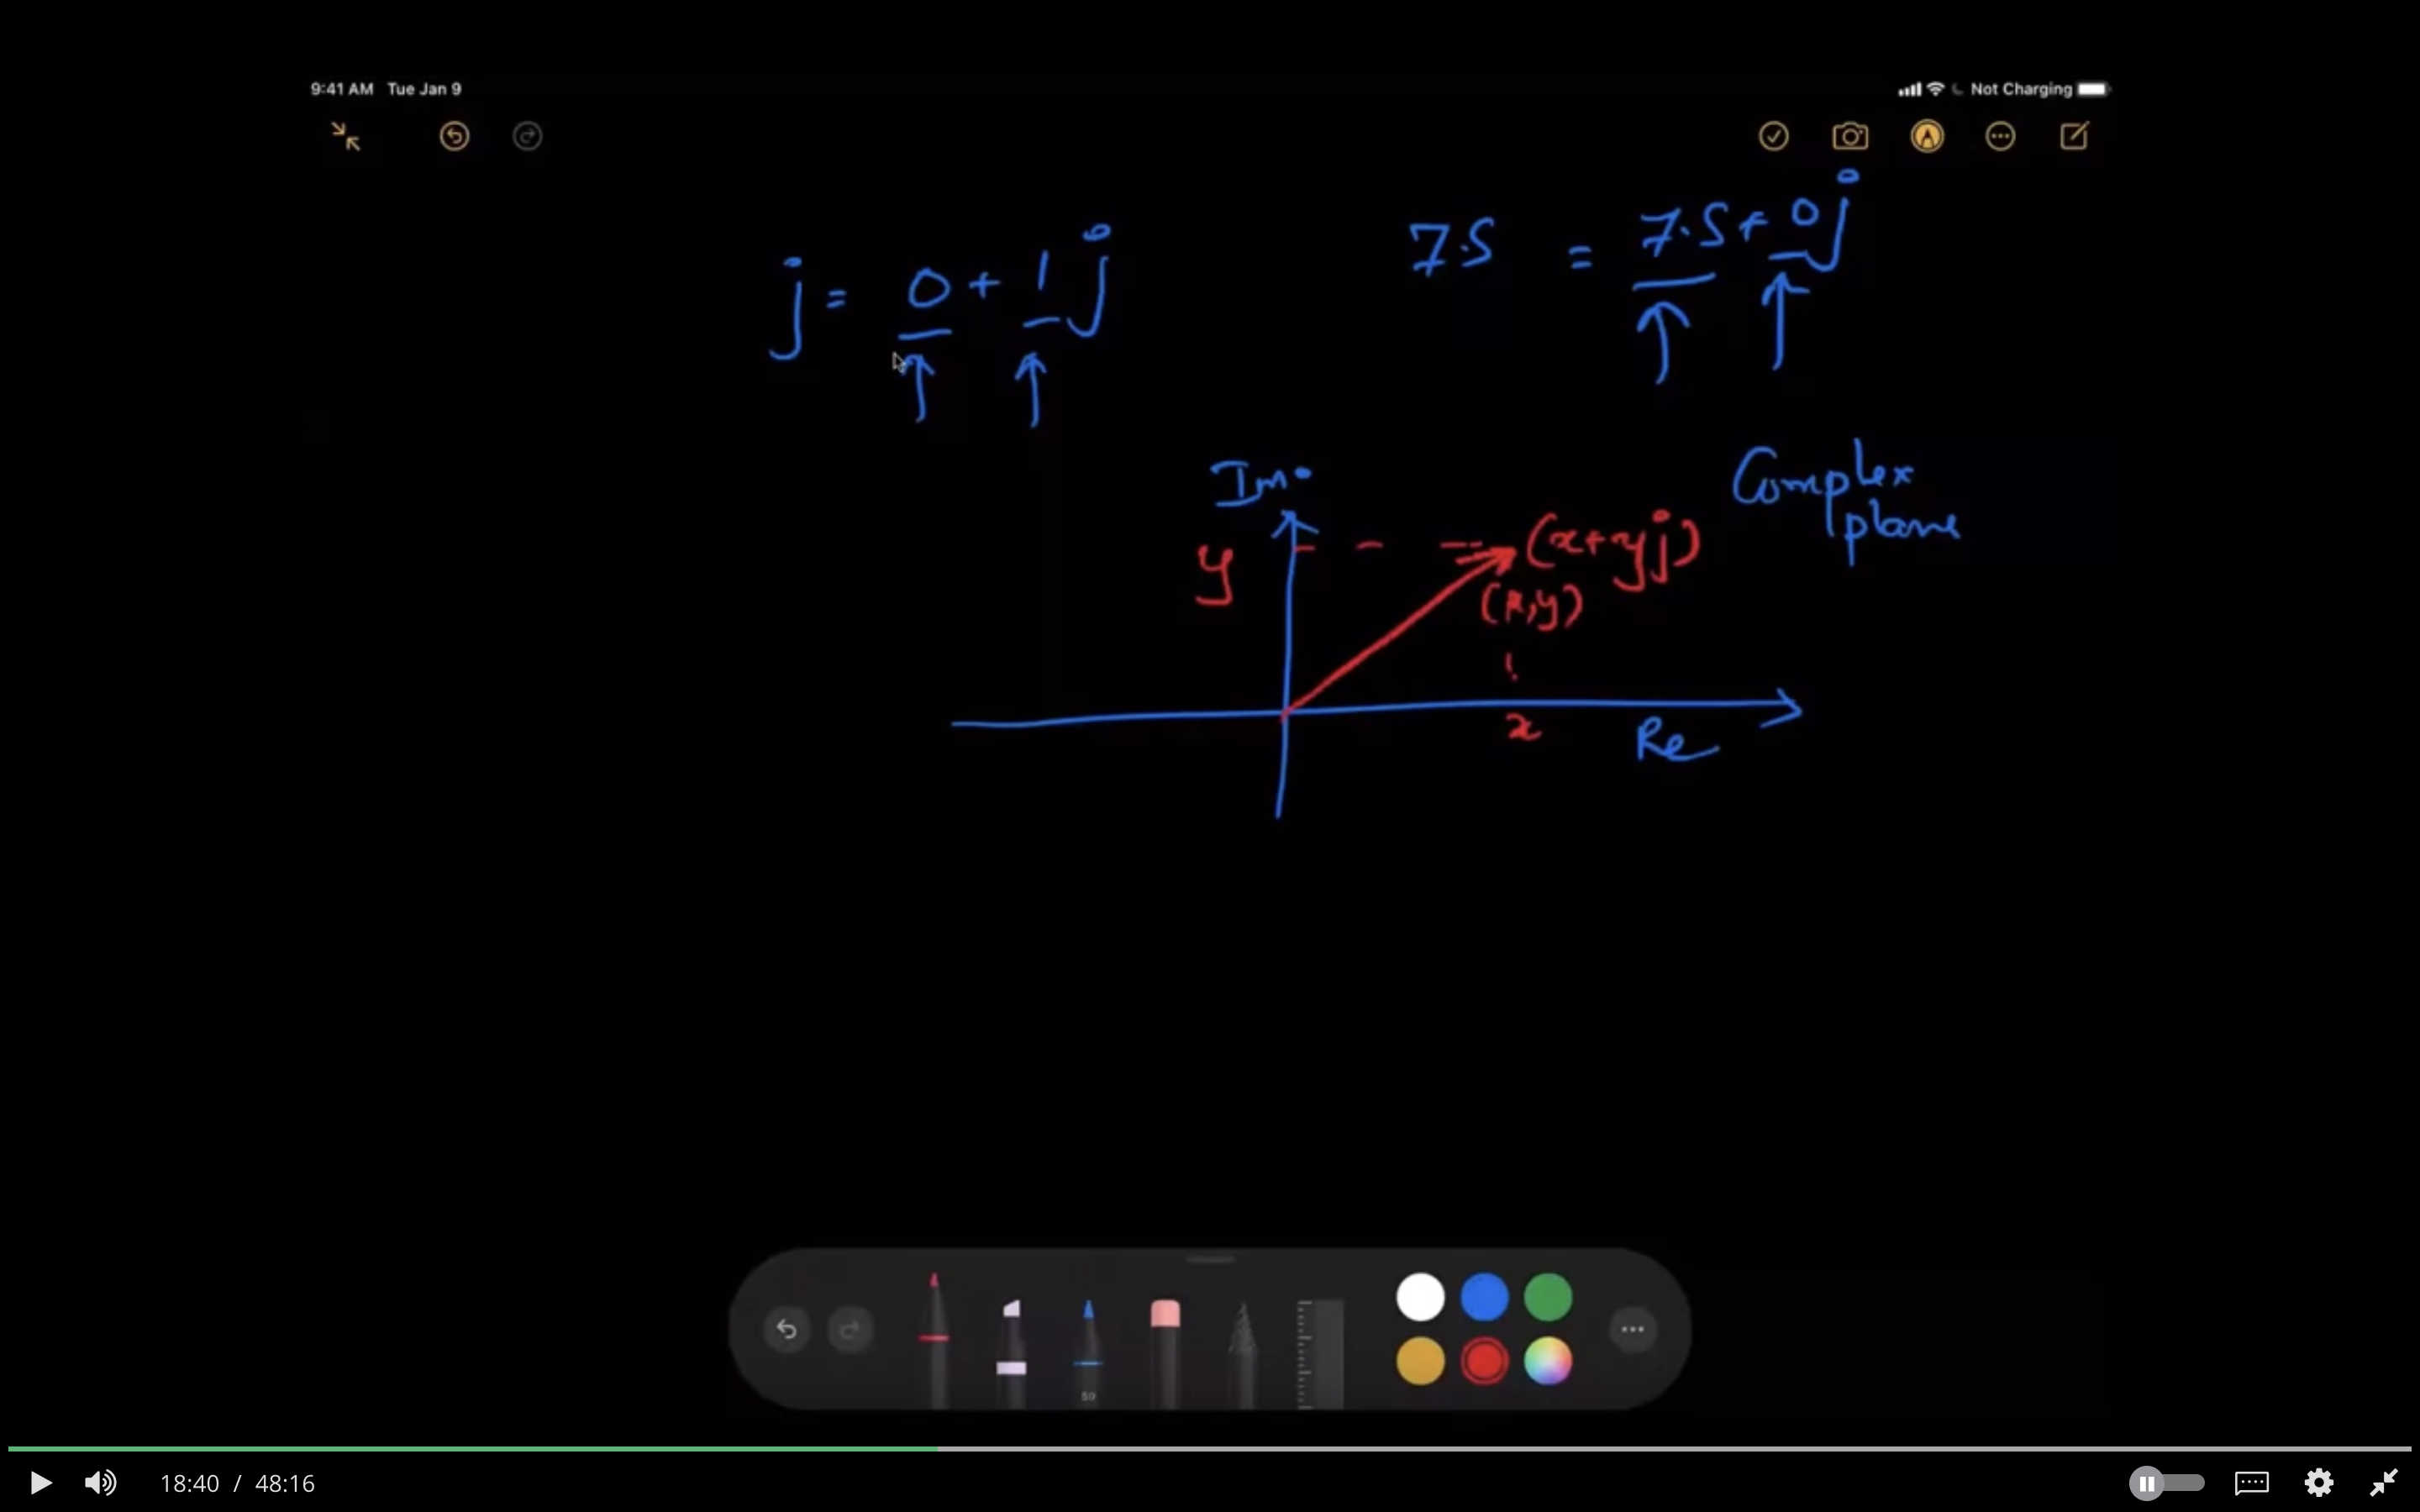 9:41 AM Tue Jan 9
Not Charging
j = 0 + 1j
7.5 = 7.5 + 0j
Im.
Complex
plane
y
(x+yj)
(x,y)
x
Re
50
18:40 / 48:16